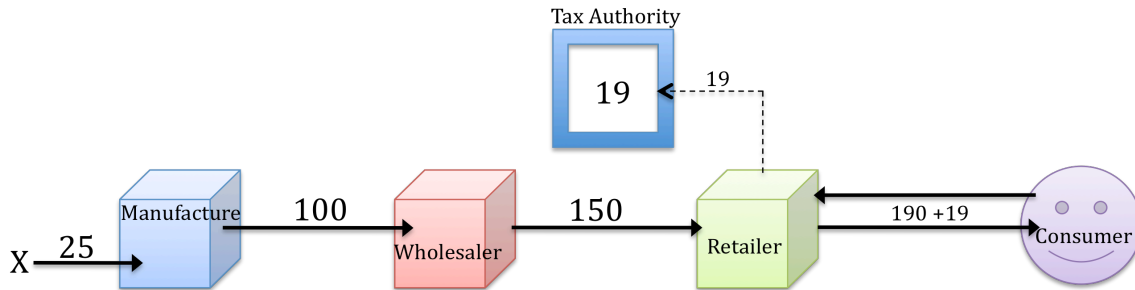 Tax Authority
19
19
Manufacture
100
150
190 +19
25
X
Wholesaler
Retailer
Consumer